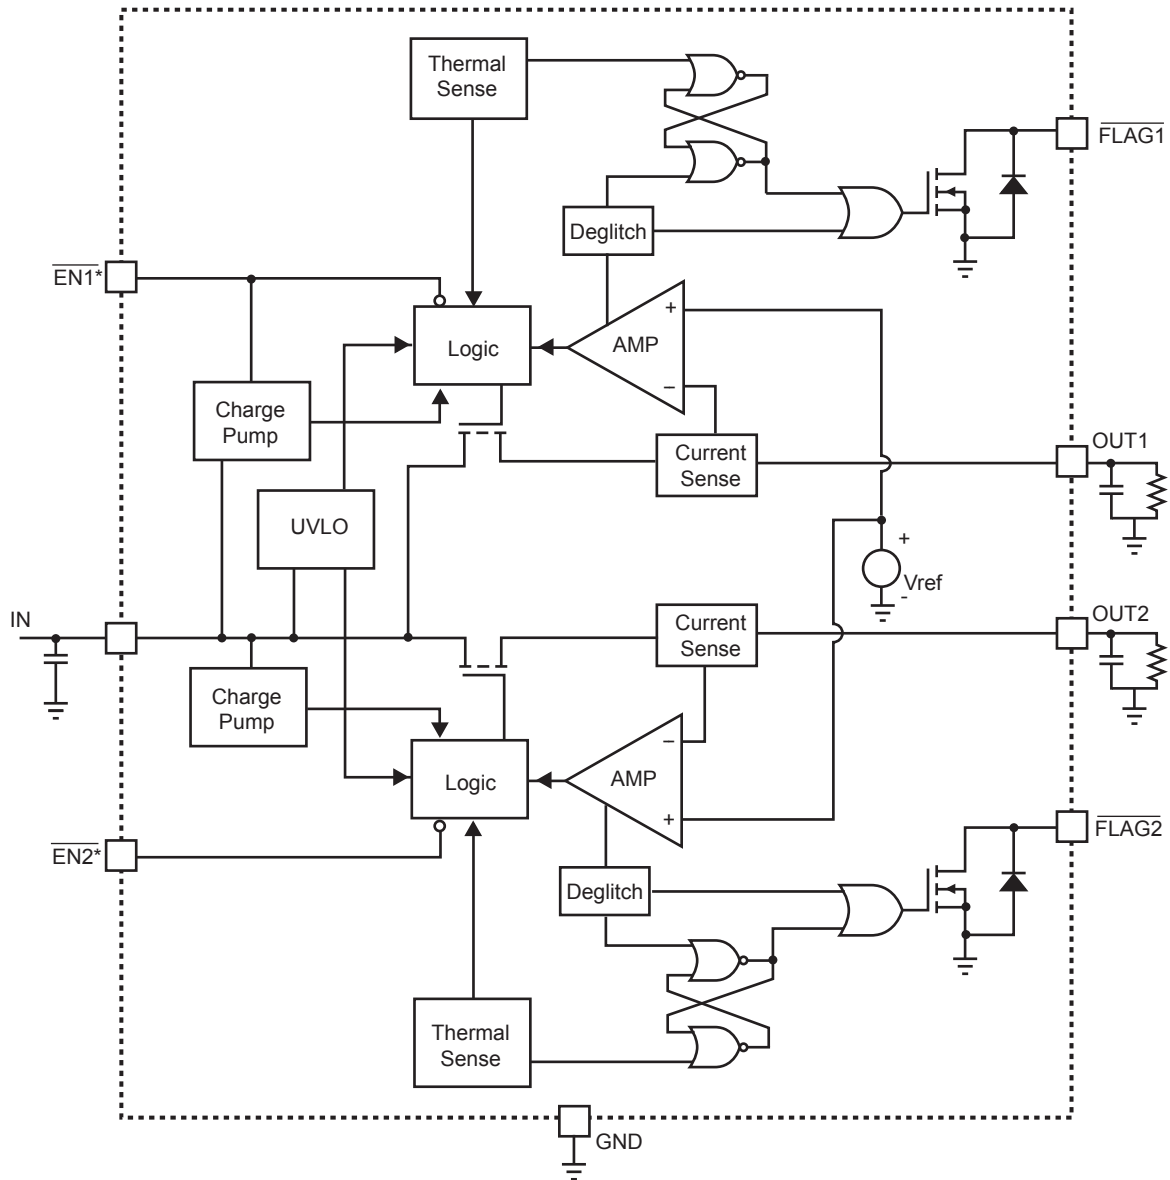 Thermal
Sense
FLAG1
Deglitch
EN1*
+
Logic
AMP
−
Charge
Pump
Current
Sense
OUT1
UVLO
+
Vref
-
IN
Current
Sense
OUT2
Charge
Pump
−
Logic
AMP
+
FLAG2
EN2*
Deglitch
Thermal
Sense
GND